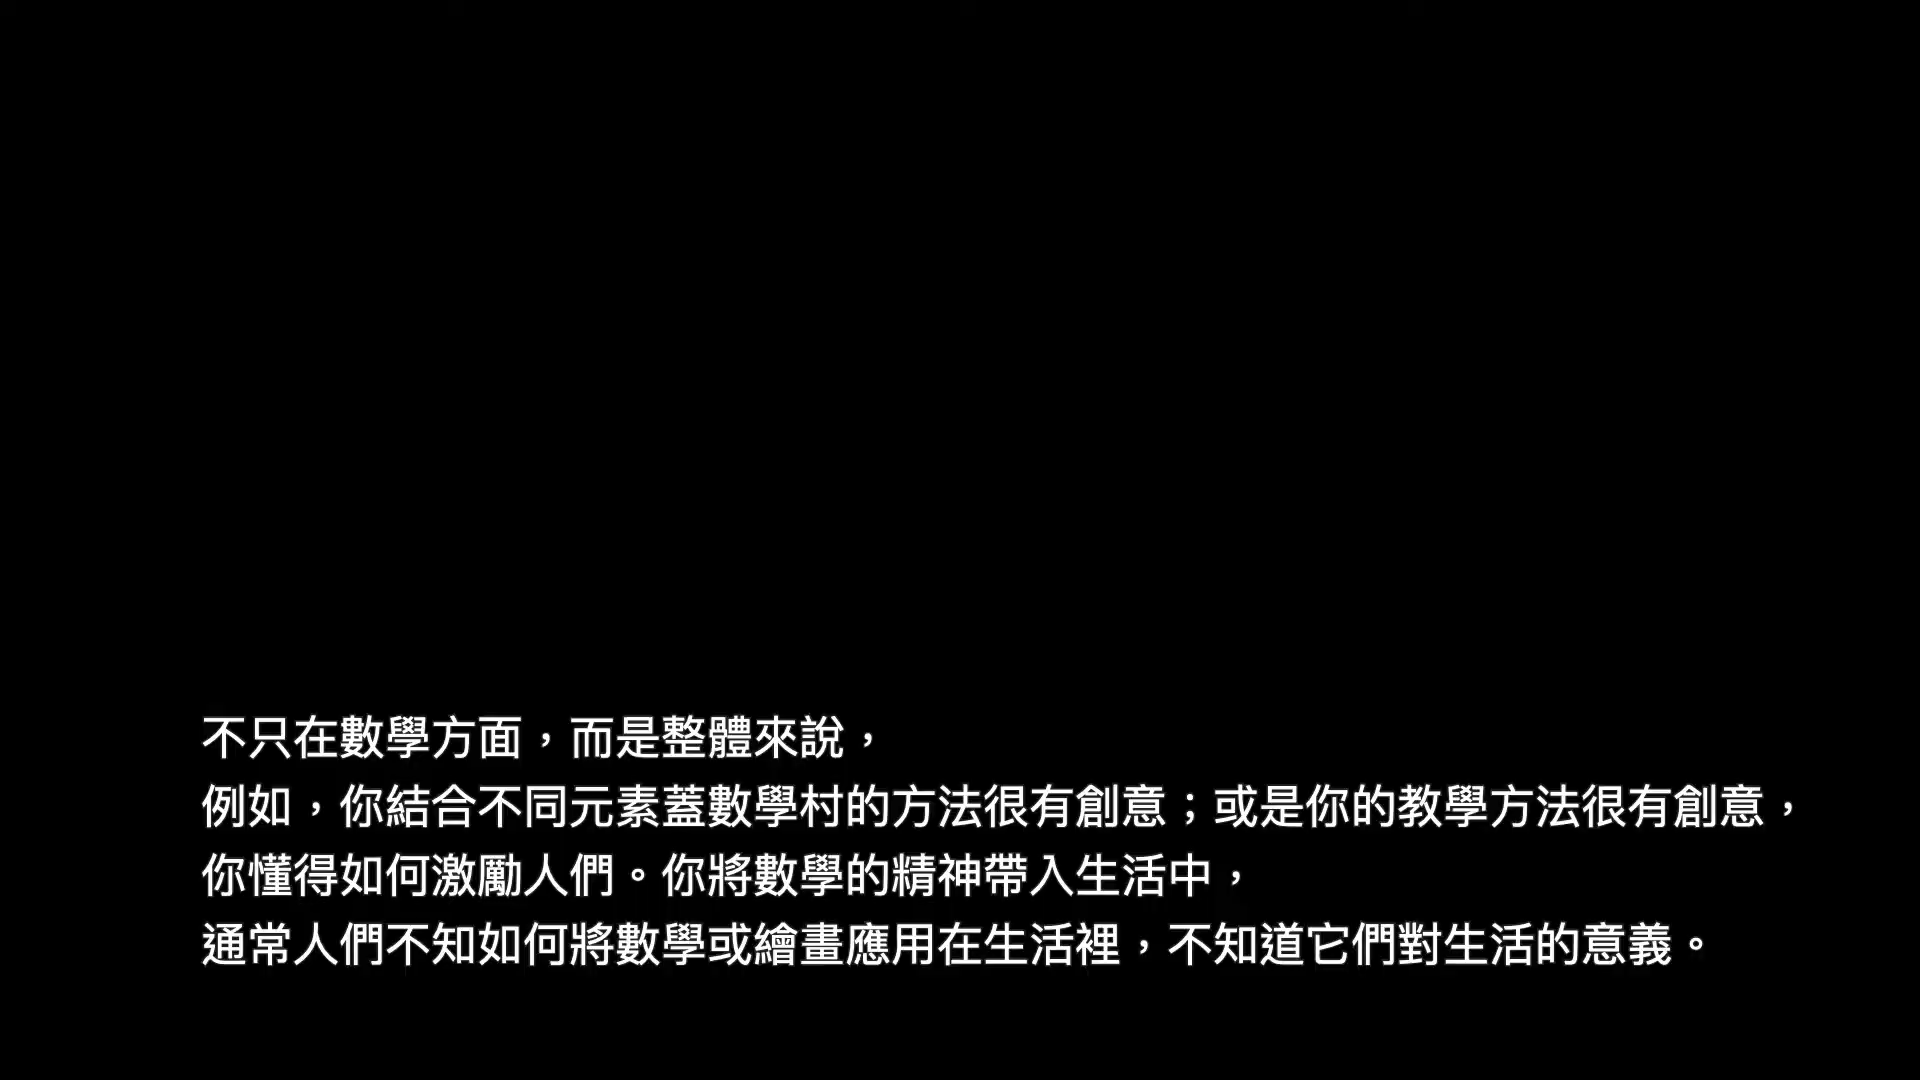 不只在數學方面，而是整體來說，
例如，你結合不同元素蓋數學村的方法很有創意；或是你的教學方法很有創意，
你懂得如何激勵人們。你將數學的精神帶入生活中，
通常人們不知如何將數學或繪畫應用在生活裡，不知道它們對生活的意義。